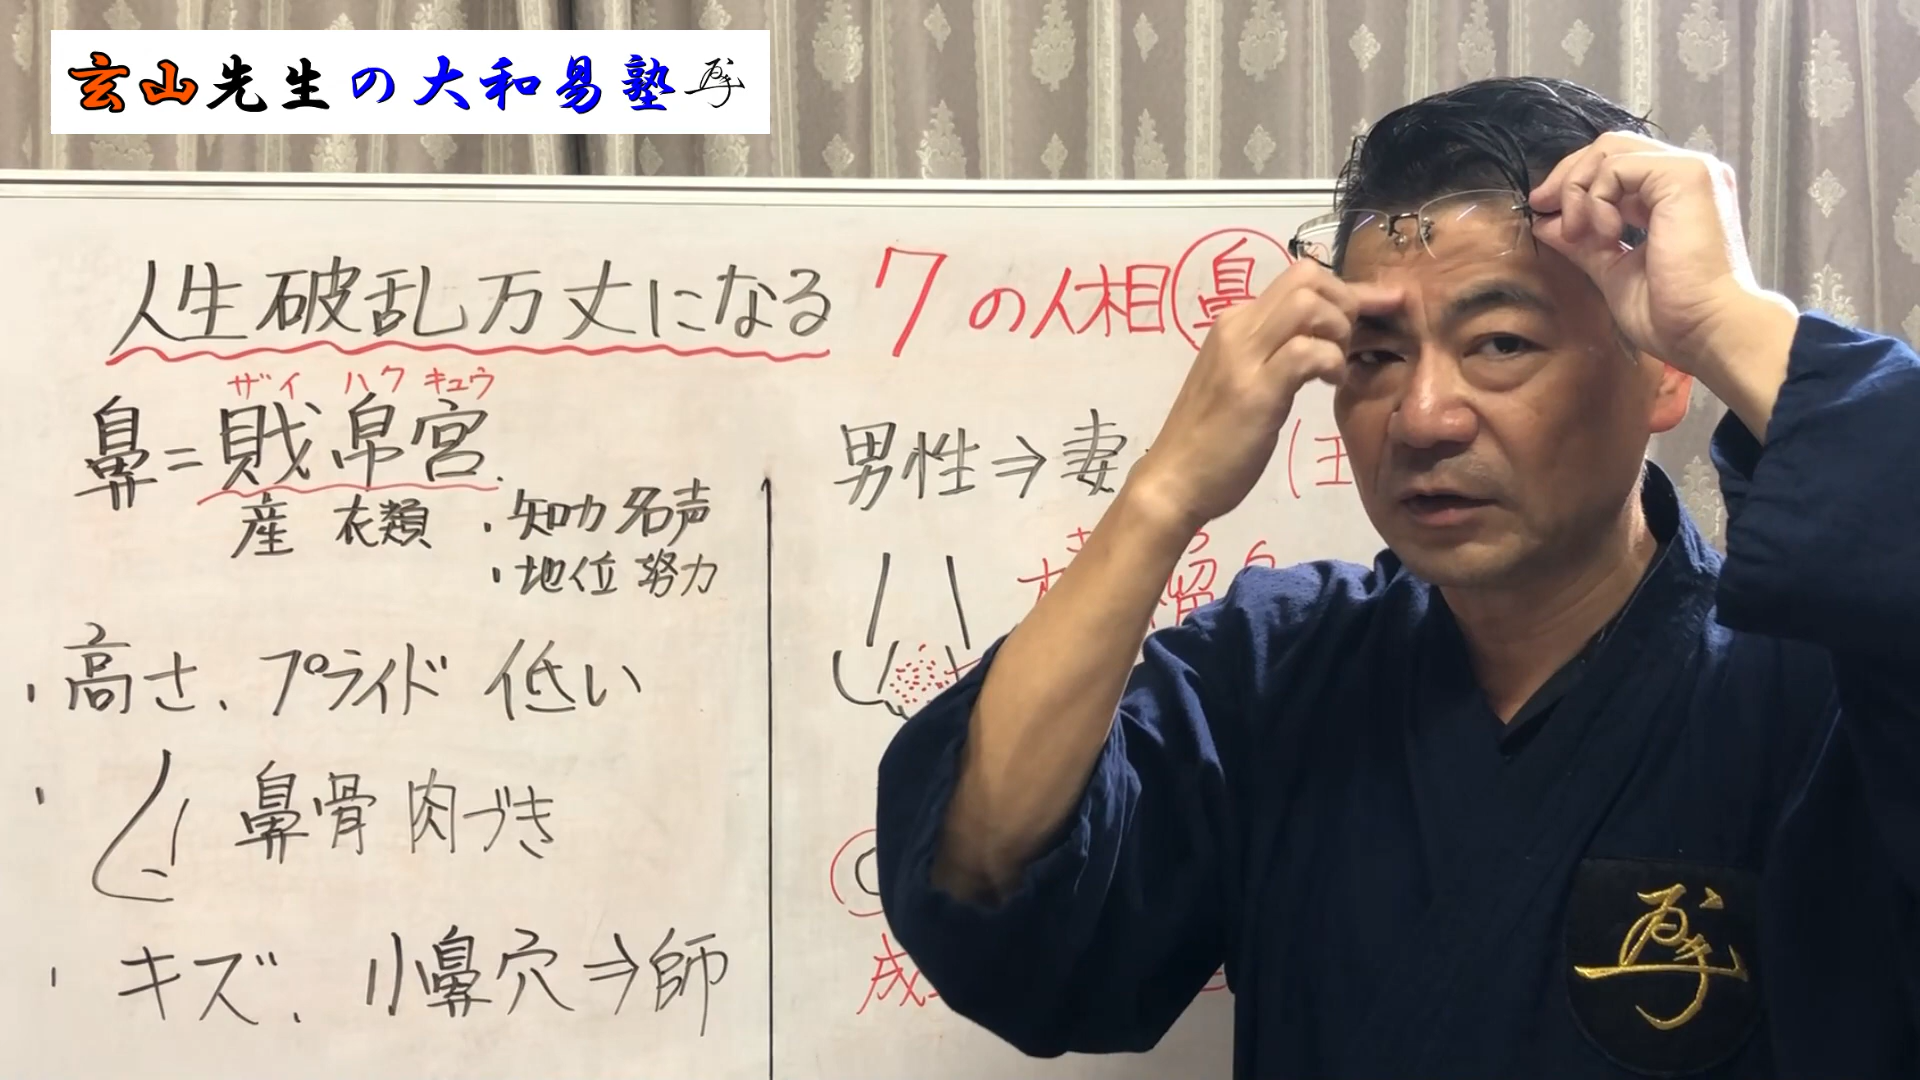 玄山先生の大和易塾
人生破乱万丈になる 7の人相 鼻
ザイ ハク キュウ
鼻=財帛宮.
産 衣類 ・知力 名声
・地位 努力
・高さ、プライド 低い
・ 鼻骨 肉づき
・キズ、小鼻穴⇒師
男性⇒妻
留
成